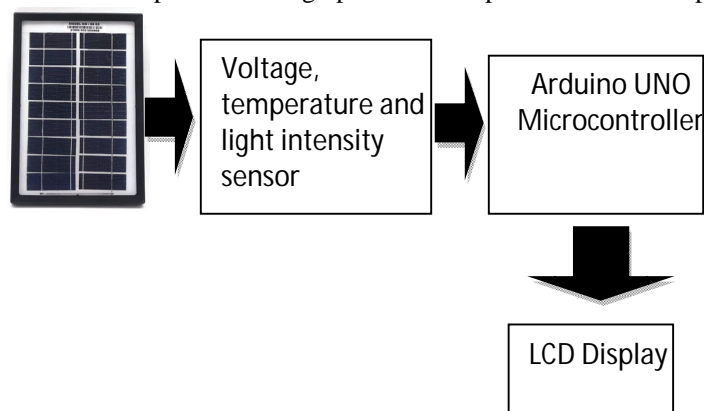 Voltage,
temperature and
light intensity
sensor
Arduino UNO
Microcontroller
LCD Display